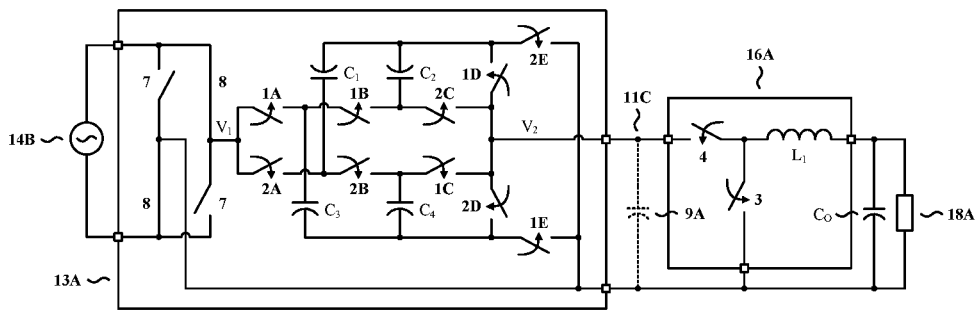 16A
2E
7
8
1A
C₁
1B
C₂
2C
1D
11C
14B
V₁
V₂
4
L₁
2A
2B
1C
8
7
C₃
C₄
2D
1E
9A
3
C₀
18A
13A